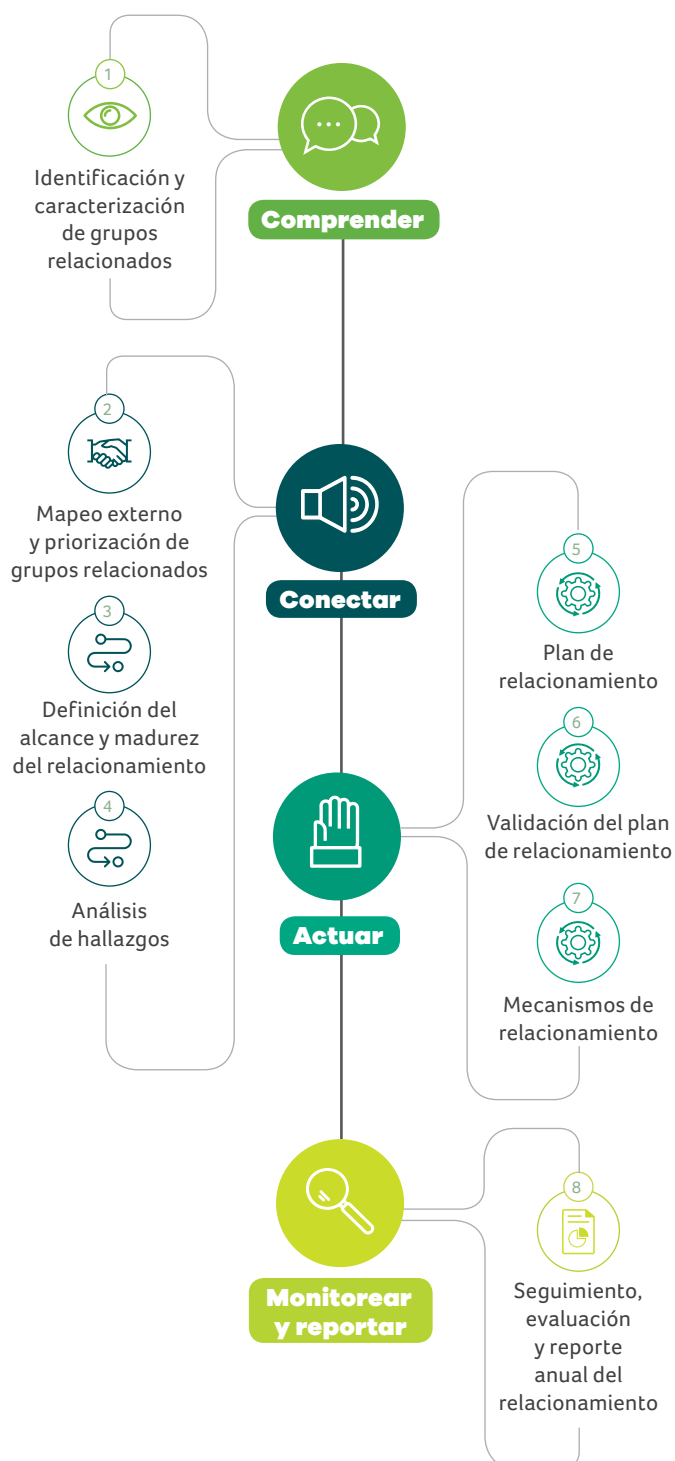 1
Identificación y
caracterización
de grupos
relacionados
Comprender
2
Mapeo externo
y priorización de
grupos relacionados
3
Definición del
alcance y madurez
del relacionamiento
4
Análisis
de hallazgos
Conectar
5
Plan de
relacionamiento
6
Validación del plan
de relacionamiento
7
Mecanismos de
relacionamiento
Actuar
8
Seguimiento,
evaluación
y reporte
anual del
relacionamiento
Monitorear
y reportar